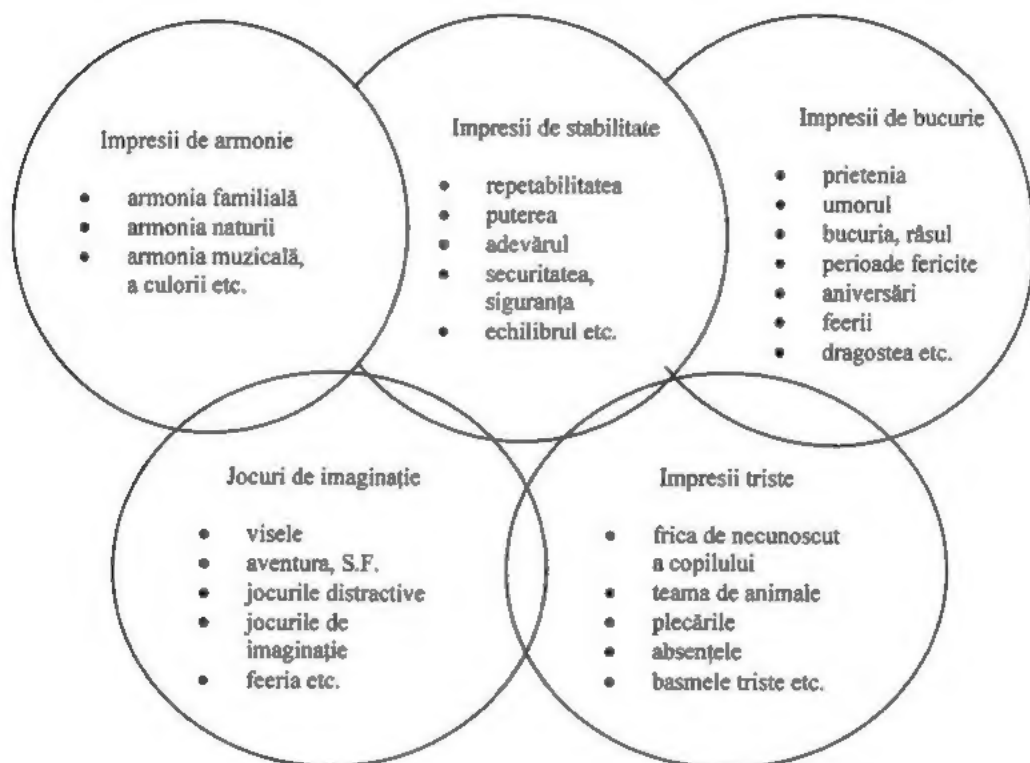 Impresii de armonie
• armonia familială
• armonia naturii
• armonia muzicală,
a culorii etc.
Impresii de stabilitate
• repetabilitatea
• puterea
• adevărul
• securitatea,
siguranța
• echilibrul etc.
Impresii de bucurie
• prietenia
• umorul
• bucuria, râsul
• perioade fericite
• aniversări
• feerii
• dragostea etc.
Jocuri de imaginație
• visele
• aventura, S.F.
• jocurile distractive
• jocurile de
imaginație
• feeria etc.
Impresii triste
• frica de necunoscut
a copilului
• teama de animale
• plecările
• absențele
• basmele triste etc.